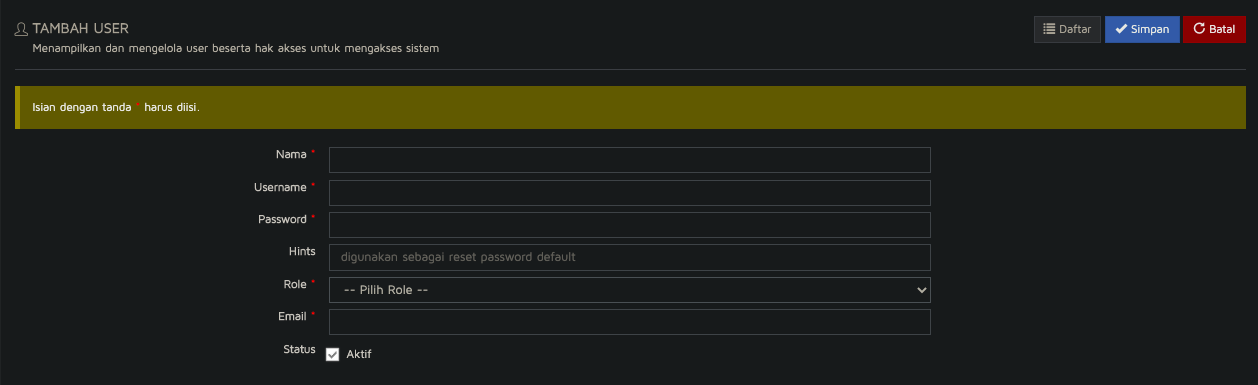 TAMBAH USER
Menampilkan dan mengelola user beserta hak akses untuk mengakses sistem
Daftar
Simpan
Batal
Isian dengan tanda * harus diisi.
Nama *
Username *
Password *
Hints digunakan sebagai reset password default
Role * -- Pilih Role --
Email *
Status Aktif